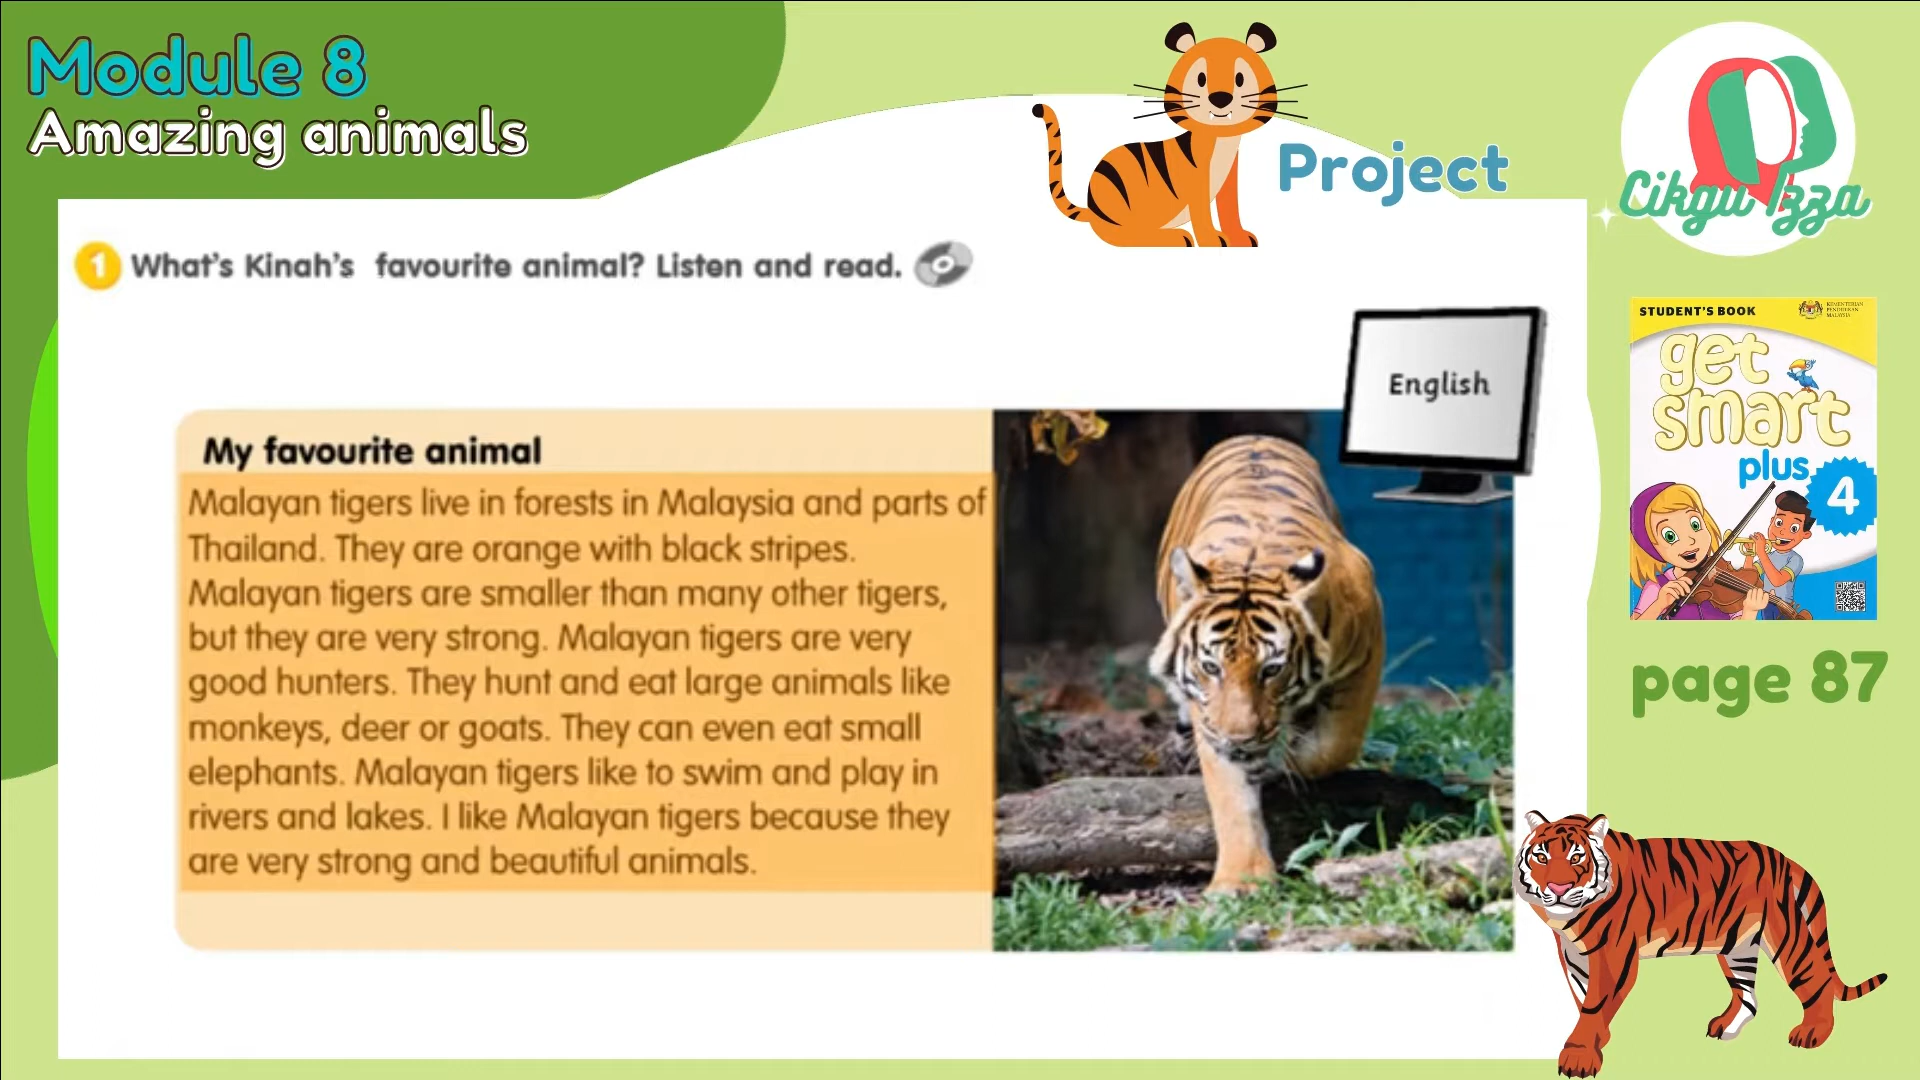 Module 8
Amazing animals
Project
Cikgu Izza
1 What's Kinah's favourite animal? Listen and read.
English
My favourite animal
Malayan tigers live in forests in Malaysia and parts of
Thailand. They are orange with black stripes.
Malayan tigers are smaller than many other tigers,
but they are very strong. Malayan tigers are very
good hunters. They hunt and eat large animals like
monkeys, deer or goats. They can even eat small
elephants. Malayan tigers like to swim and play in
rivers and lakes. I like Malayan tigers because they
are very strong and beautiful animals.
STUDENT'S BOOK
KEMENTERIAN
PENDIDIKAN
MALAYSIA
get
smart
plus
4
page 87